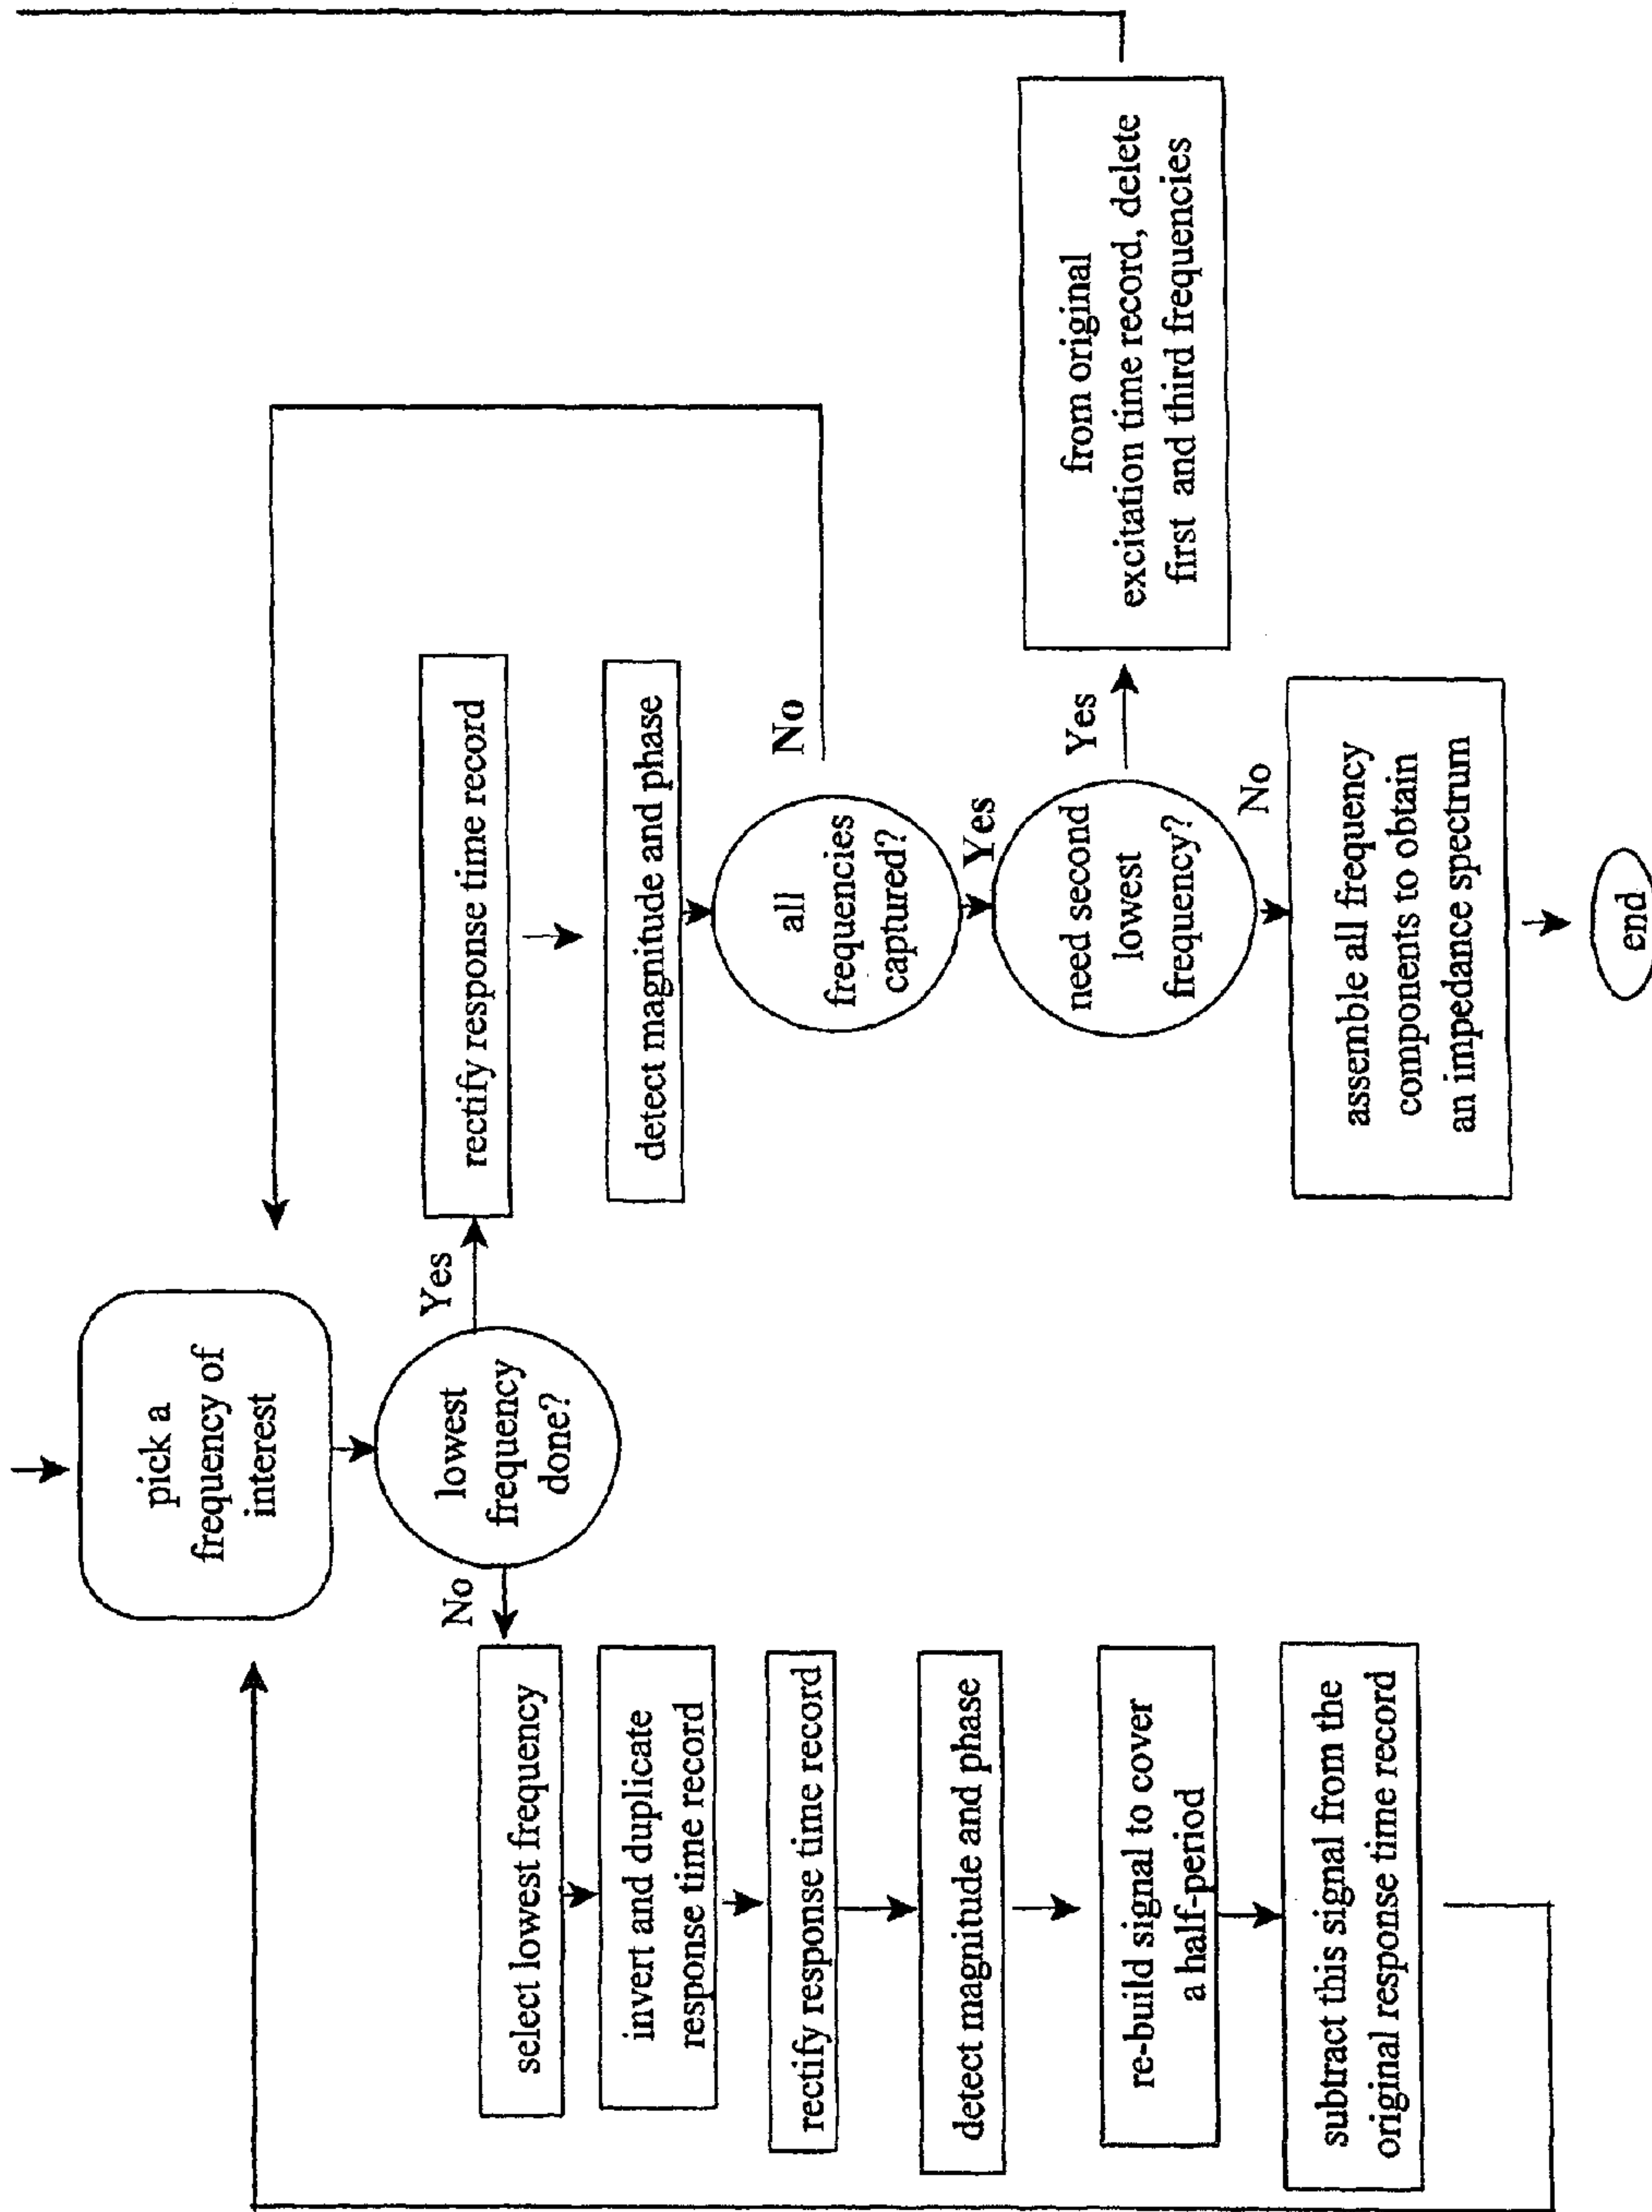 pick a
frequency of
interest
lowest
frequency
done?
No
Yes
select lowest frequency
invert and duplicate
response time record
rectify response time record
detect magnitude and phase
re-build signal to cover
a half-period
subtract this signal from the
original response time record
rectify response time record
detect magnitude and phase
all
frequencies
captured?
No
Yes
need second
lowest
frequency?
Yes
No
from original
excitation time record, delete
first and third frequencies
assemble all frequency
components to obtain
an impedance spectrum
end